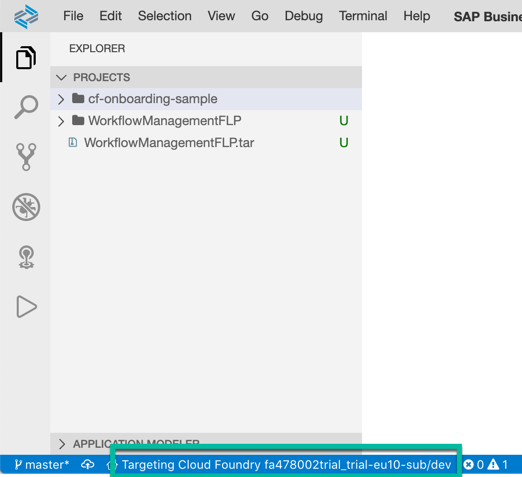 File Edit Selection View Go Debug Terminal Help SAP Busine
EXPLORER
PROJECTS
cf-onboarding-sample
WorkflowManagementFLP U
WorkflowManagementFLP.tar U
APPLICATION MODELER
master* Targeting Cloud Foundry fa478002trial_trial-eu10-sub/dev 0 1